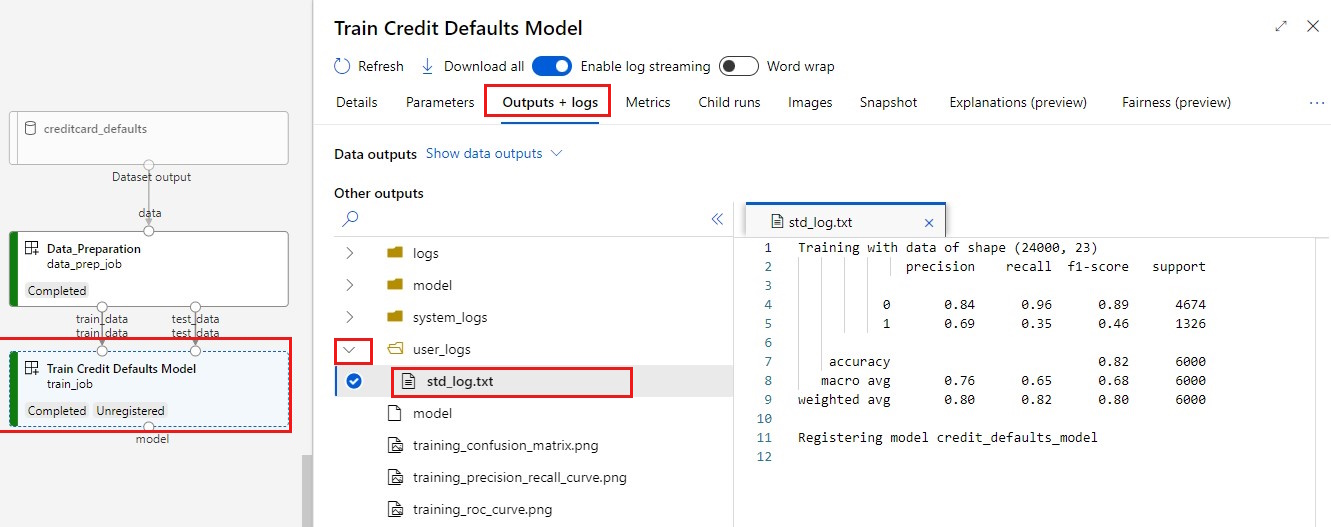 creditcard_defaults
Dataset output
data
Data_Preparation
data_prep_job
Completed
train_data test_data
train_data test_data
Train Credit Defaults Model
train_job
Completed Unregistered
model
Train Credit Defaults Model
Refresh Download all Enable log streaming Word wrap
Details Parameters Outputs + logs Metrics Child runs Images Snapshot Explanations (preview) Fairness (preview) ...
Data outputs Show data outputs
Other outputs
logs
model
system_logs
user_logs
std_log.txt
model
training_confusion_matrix.png
training_precision_recall_curve.png
training_roc_curve.png
std_log.txt
1 Training with data of shape (24000, 23)
2 precision recall f1-score support
3
4 0 0.84 0.96 0.89 4674
5 1 0.69 0.35 0.46 1326
6
7 accuracy 0.82 6000
8 macro avg 0.76 0.65 0.68 6000
9 weighted avg 0.80 0.82 0.80 6000
10
11 Registering model credit_defaults_model
12